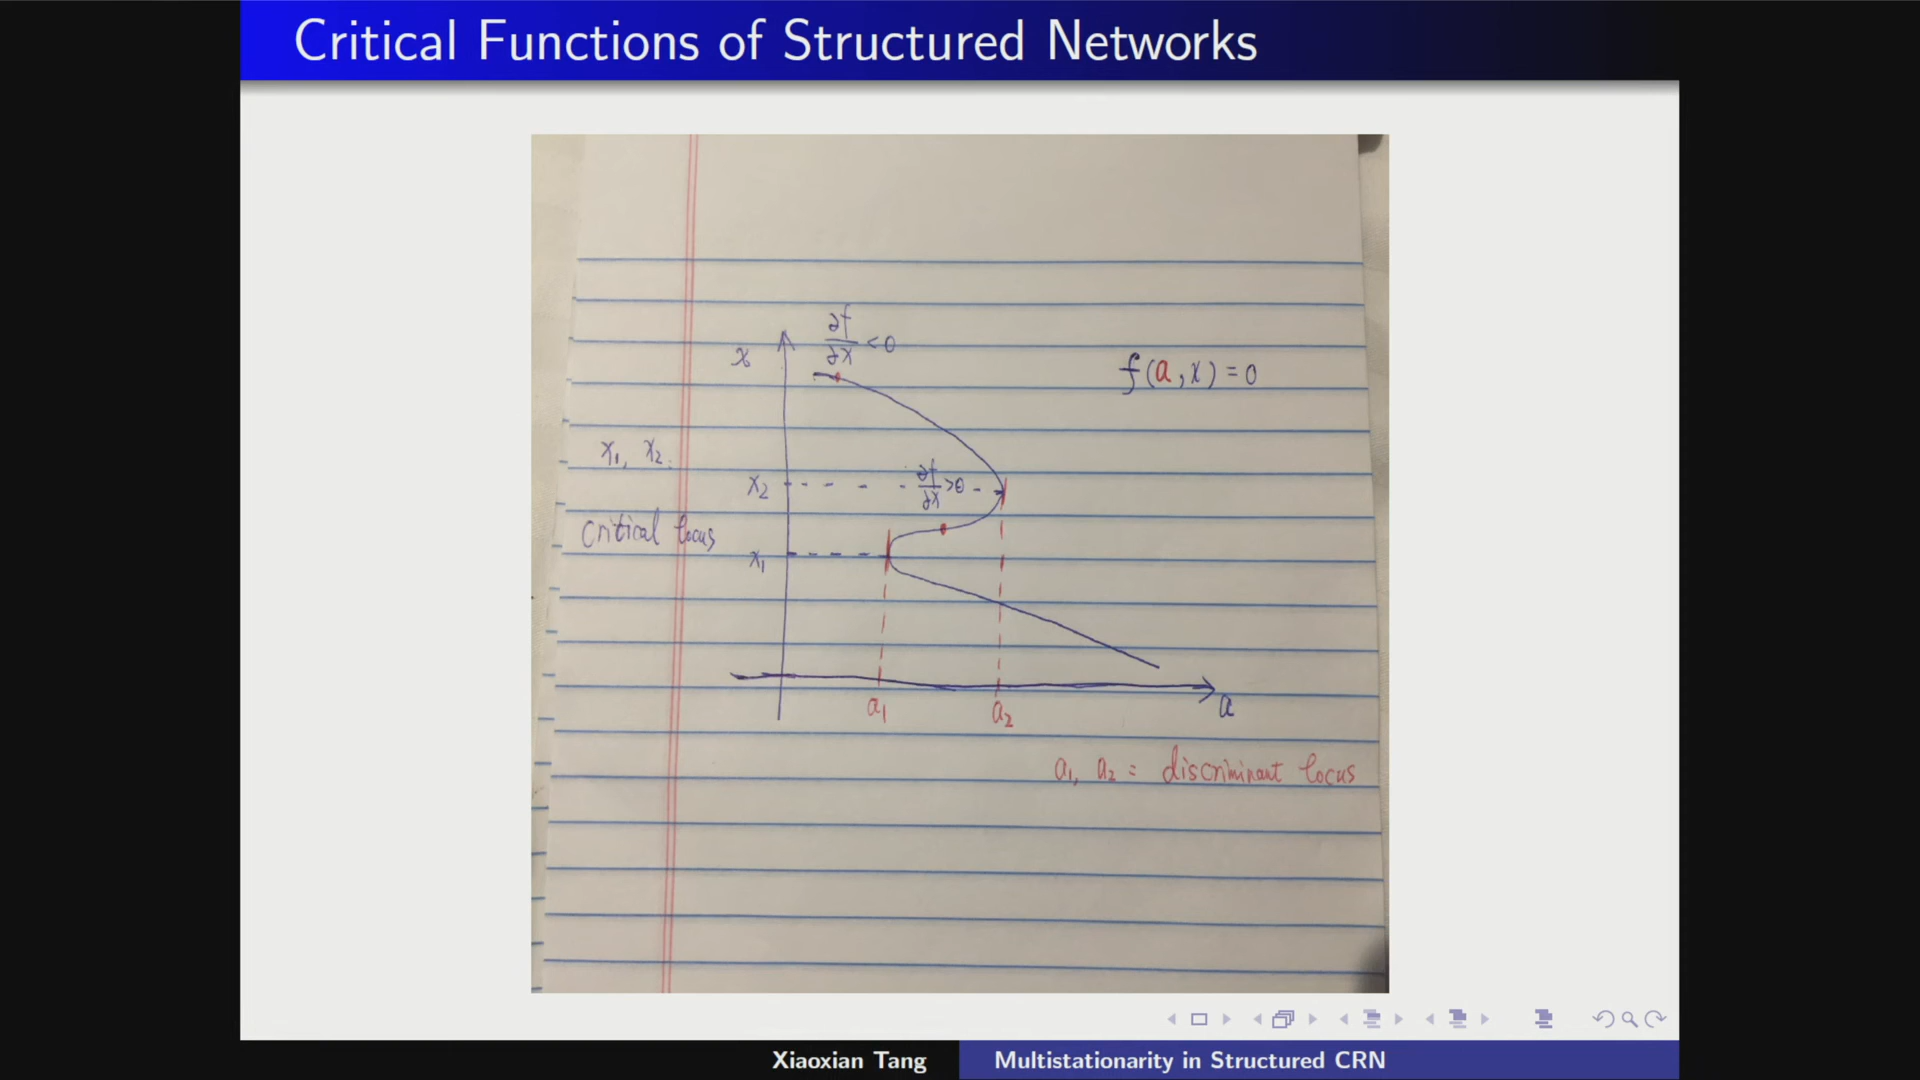 Critical Functions of Structured Networks
∂f/∂x < 0
x
f(a, x) = 0
x₁, x₂:
x₂
∂f/∂x > 0
critical locus
x₁
a₁
a₂
a
a₁, a₂ = discriminant locus
Xiaoxian Tang
Multistationarity in Structured CRN